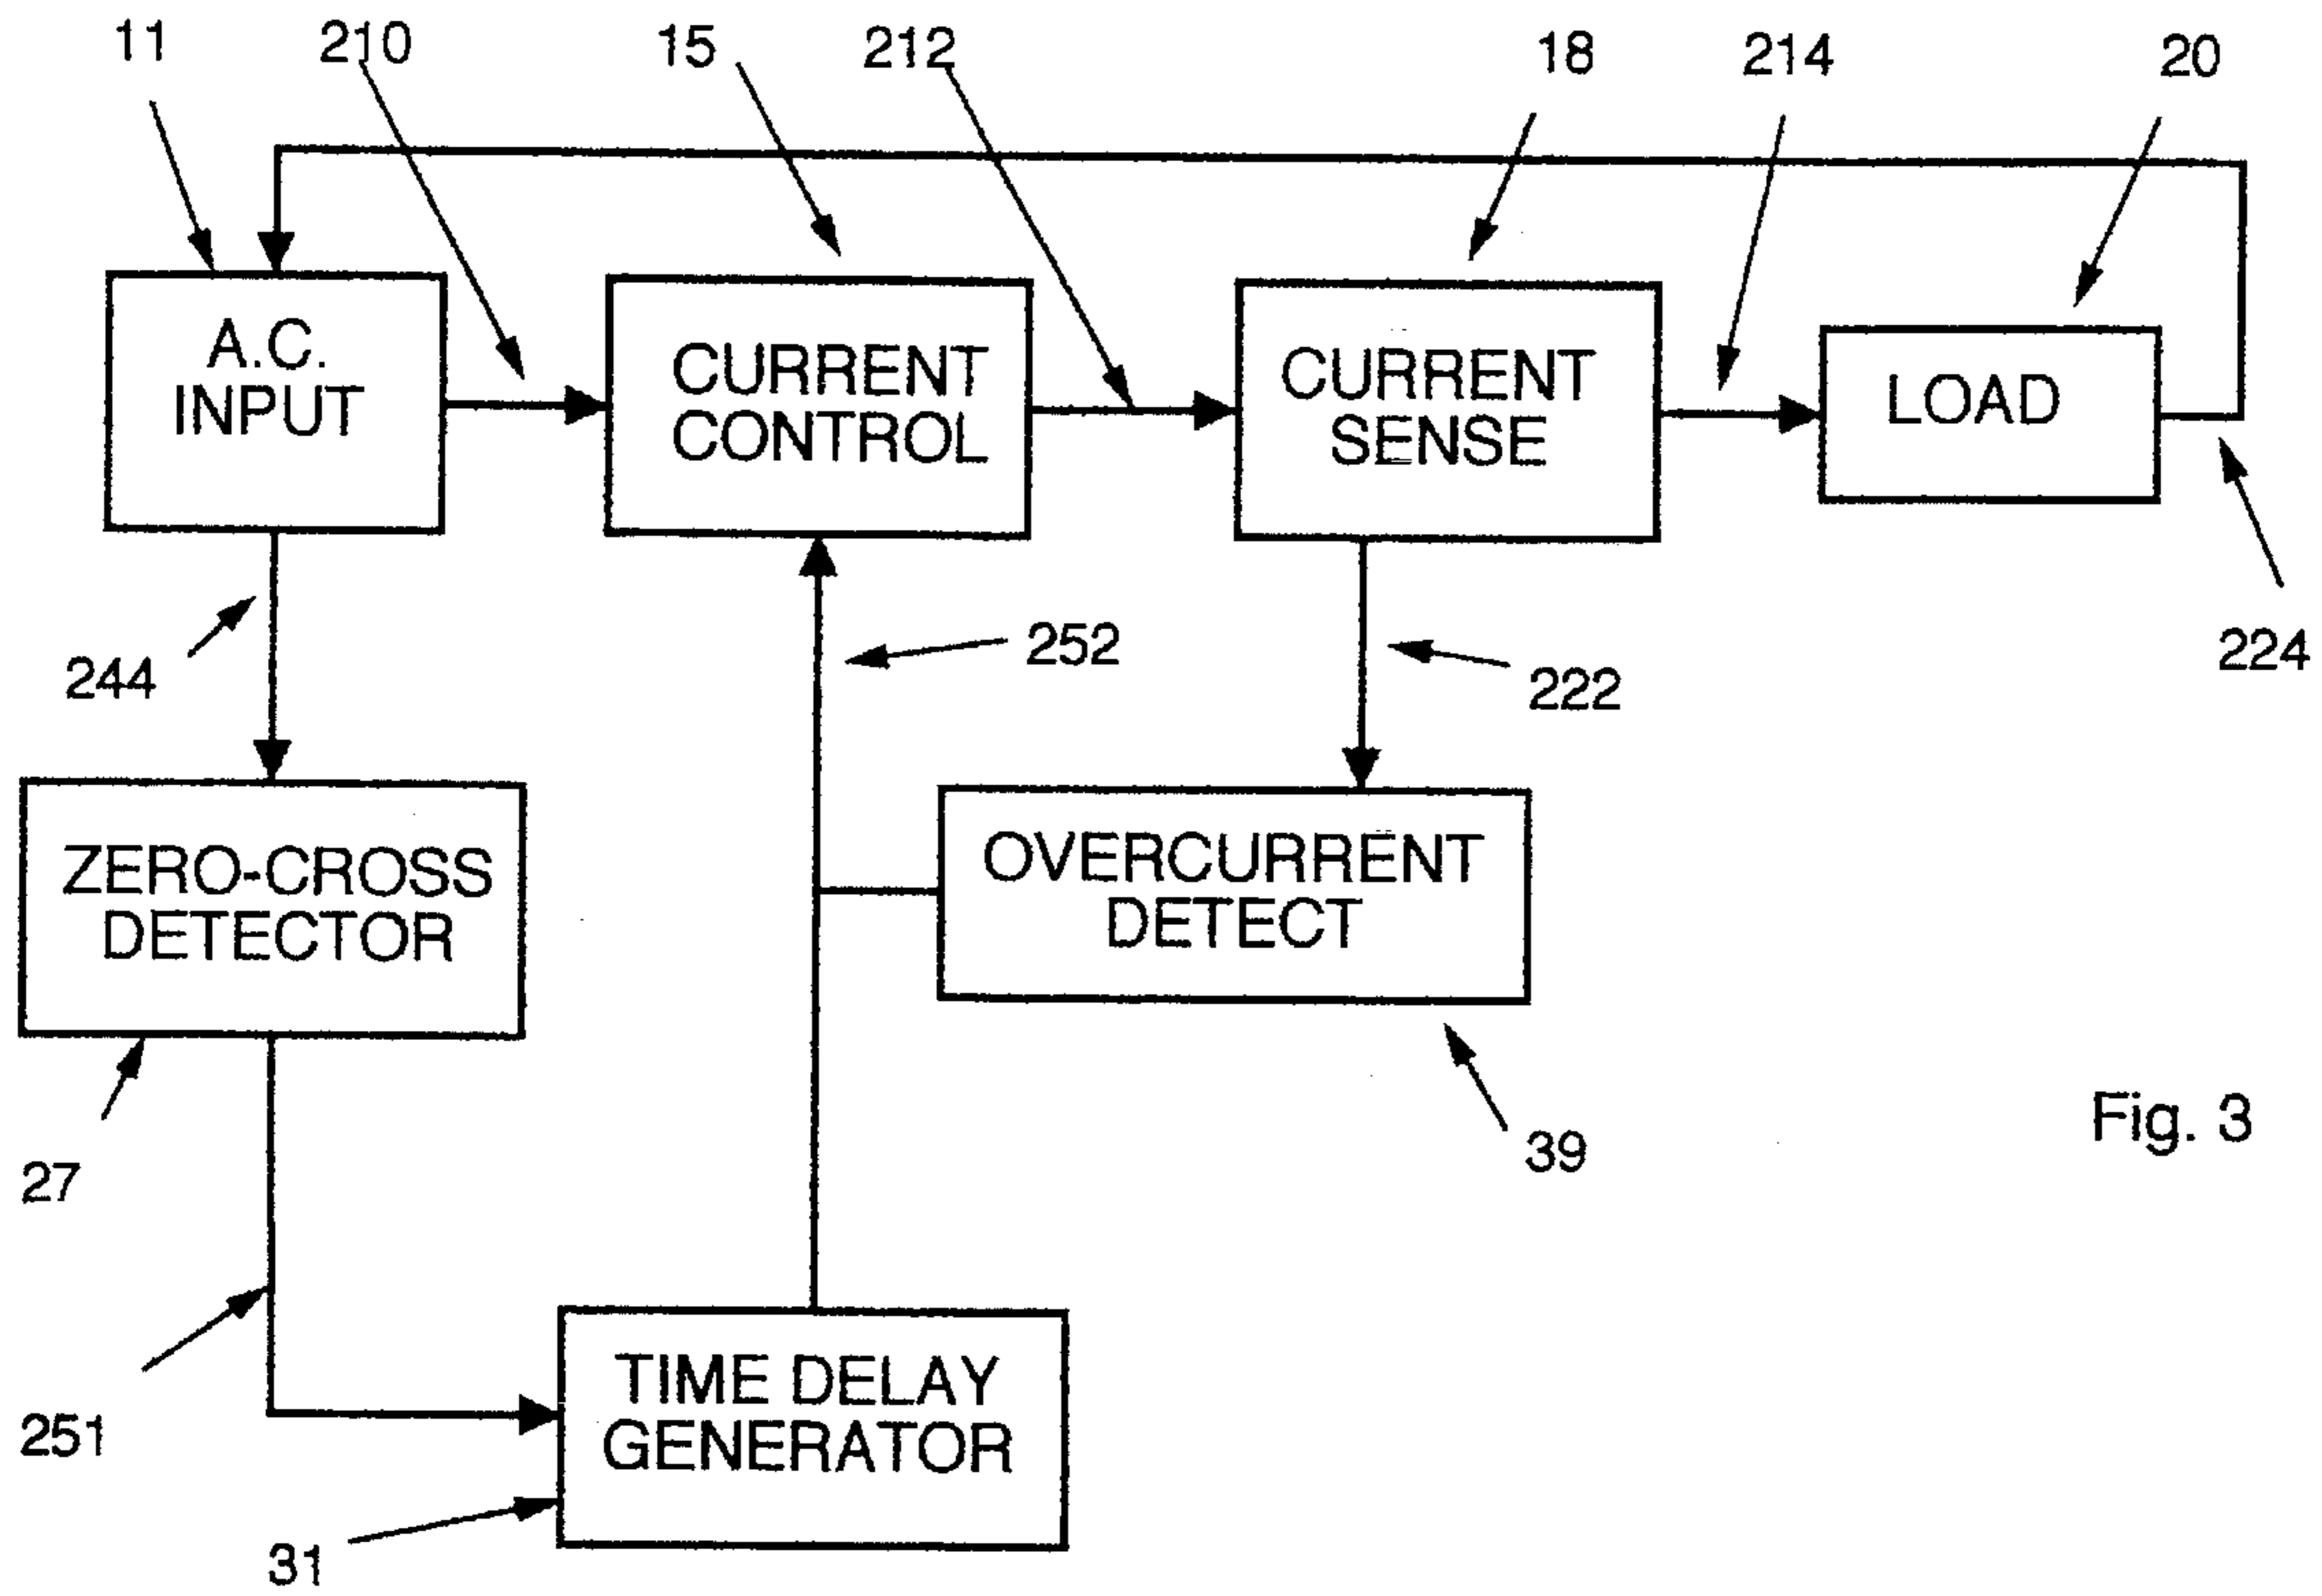 11
210
15
212
18
214
20
A.C.
INPUT
CURRENT
CONTROL
CURRENT
SENSE
LOAD
244
252
222
224
ZERO-CROSS
DETECTOR
OVERCURRENT
DETECT
27
39
Fig. 3
251
TIME DELAY
GENERATOR
31